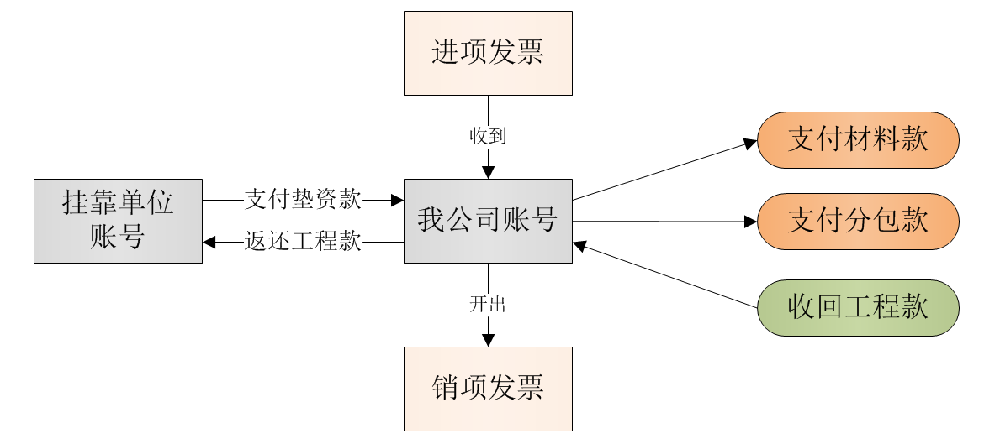 进项发票
收到
支付材料款
挂靠单位
账号
支付垫资款
返还工程款
我公司账号
支付分包款
收回工程款
开出
销项发票